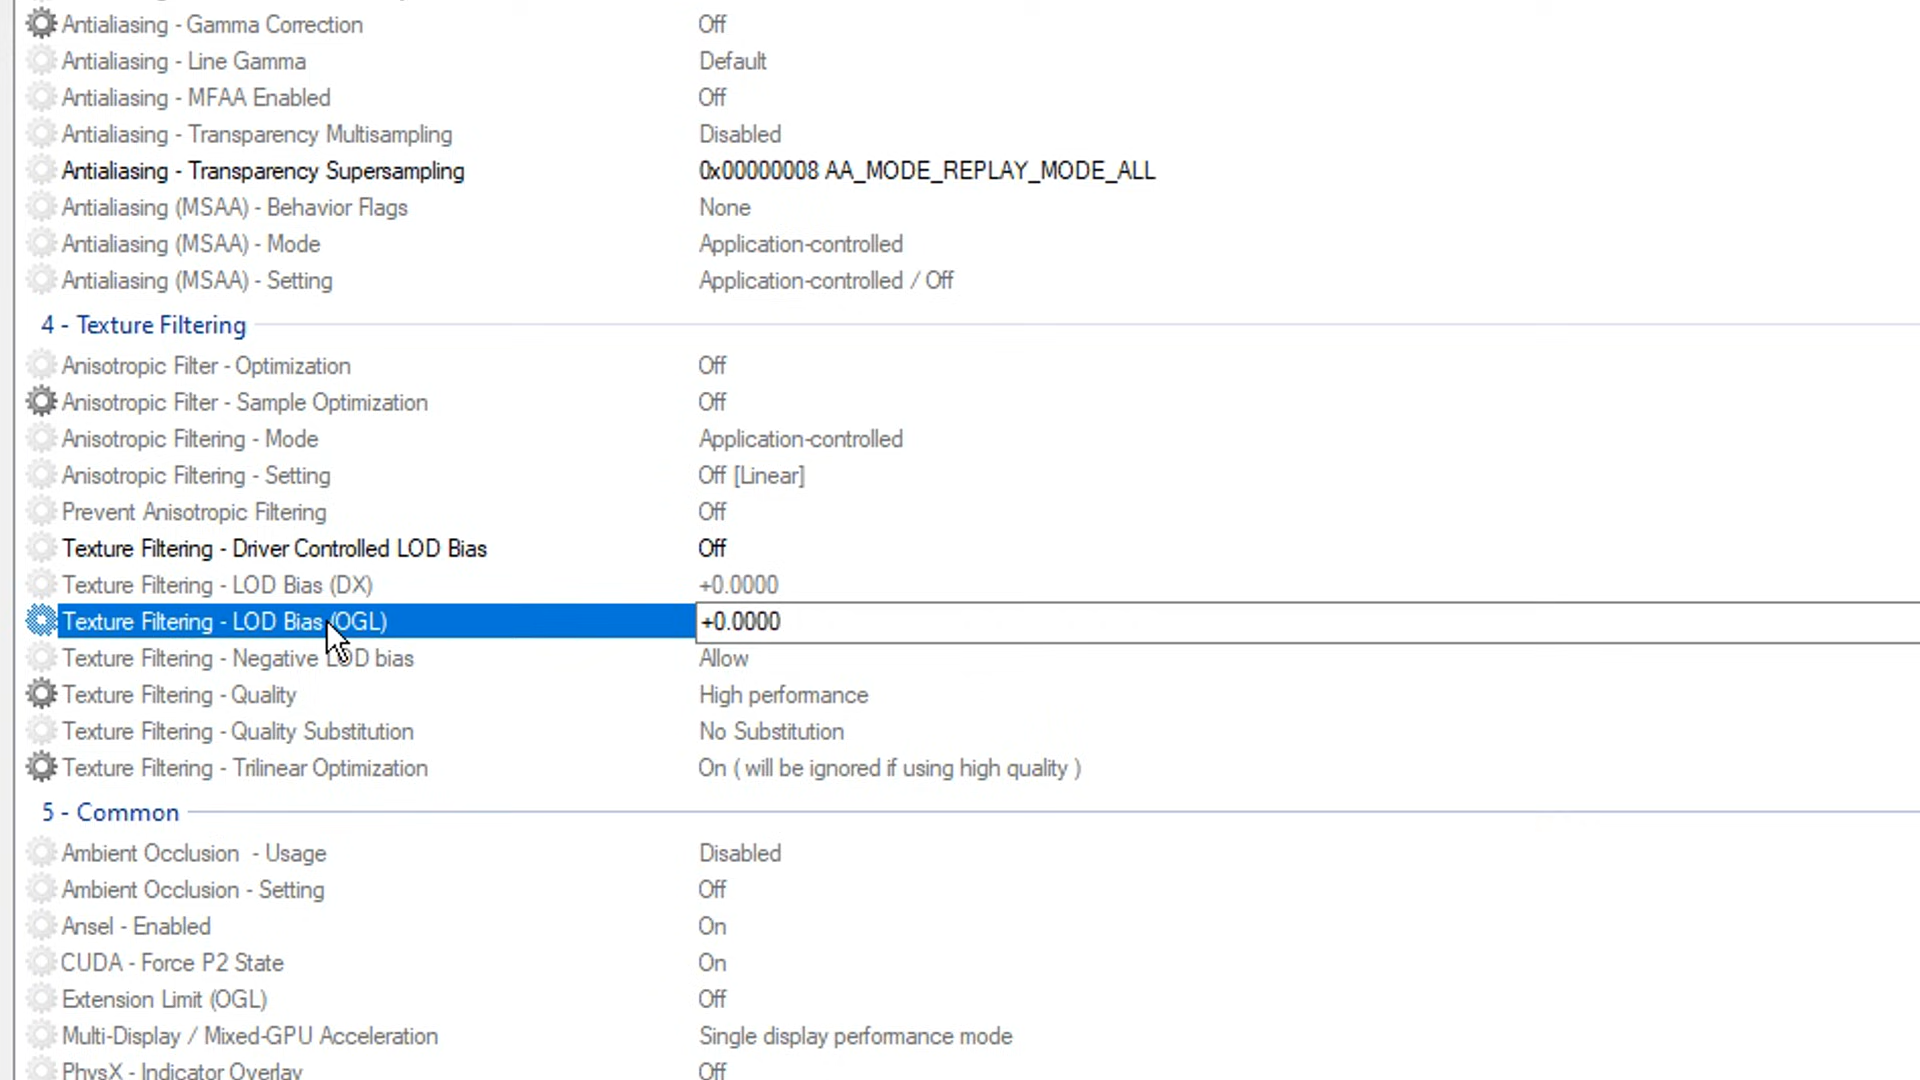 Antialiasing - Gamma Correction Off
Antialiasing - Line Gamma Default
Antialiasing - MFAA Enabled Off
Antialiasing - Transparency Multisampling Disabled
Antialiasing - Transparency Supersampling 0x00000008 AA_MODE_REPLAY_MODE_ALL
Antialiasing (MSAA) - Behavior Flags None
Antialiasing (MSAA) - Mode Application-controlled
Antialiasing (MSAA) - Setting Application-controlled / Off
4 - Texture Filtering
Anisotropic Filter - Optimization Off
Anisotropic Filter - Sample Optimization Off
Anisotropic Filtering - Mode Application-controlled
Anisotropic Filtering - Setting Off [Linear]
Prevent Anisotropic Filtering Off
Texture Filtering - Driver Controlled LOD Bias Off
Texture Filtering - LOD Bias (DX) +0.0000
Texture Filtering - LOD Bias (OGL) +0.0000
Texture Filtering - Negative LOD bias Allow
Texture Filtering - Quality High performance
Texture Filtering - Quality Substitution No Substitution
Texture Filtering - Trilinear Optimization On ( will be ignored if using high quality )
5 - Common
Ambient Occlusion - Usage Disabled
Ambient Occlusion - Setting Off
Ansel - Enabled On
CUDA - Force P2 State On
Extension Limit (OGL) Off
Multi-Display / Mixed-GPU Acceleration Single display performance mode
PhysX - Indicator Overlay Off